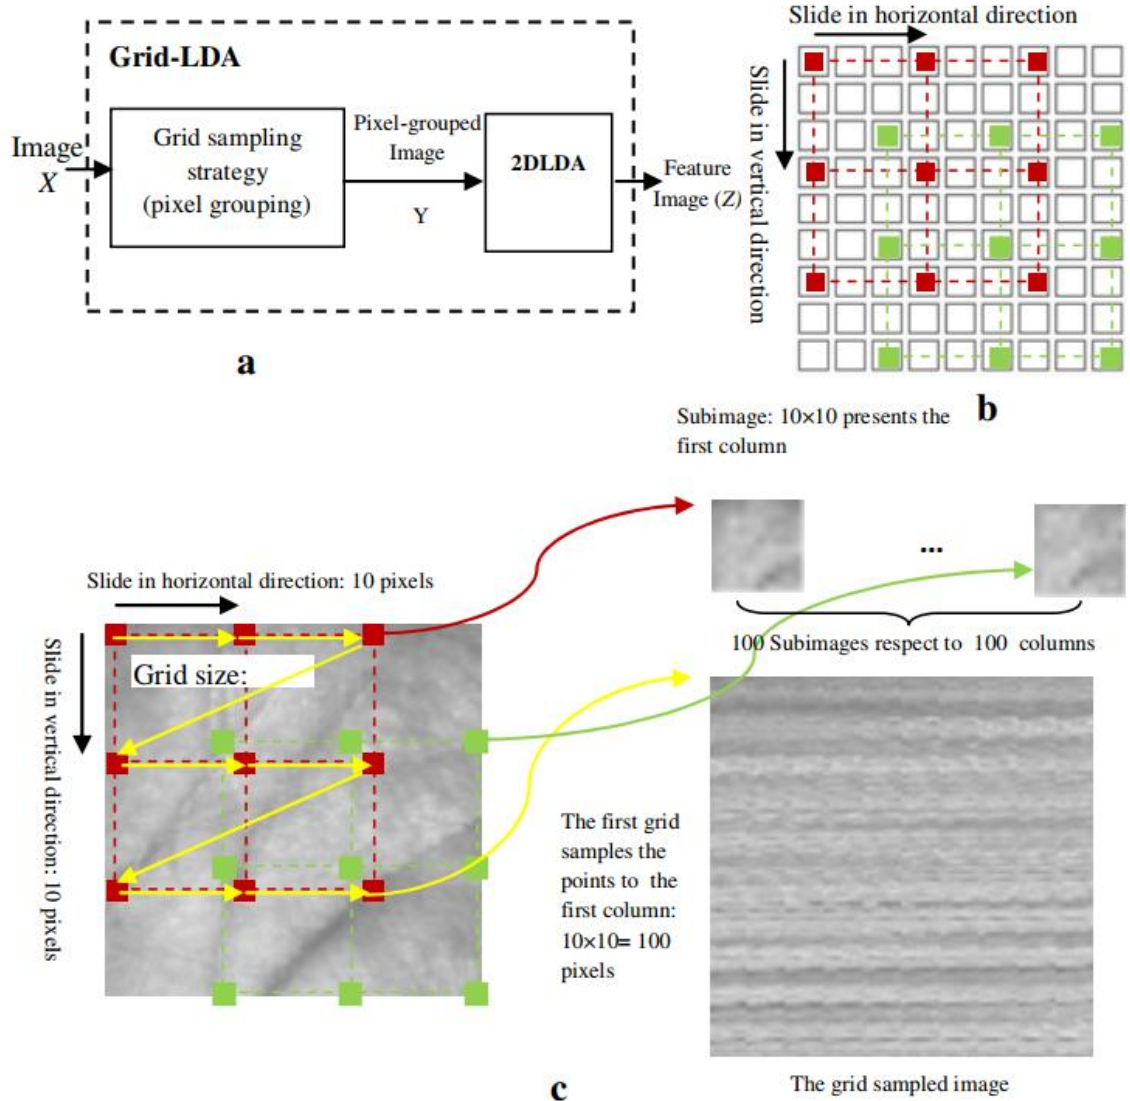 Grid-LDA
Image
X
Grid sampling
strategy
(pixel grouping)
Pixel-grouped
Image
Y
2DLDA
Feature
Image (Z)
a
Slide in horizontal direction
Slide in vertical direction
b
Subimage: 10×10 presents the
first column
...
100 Subimages respect to 100 columns
Slide in horizontal direction: 10 pixels
Slide in vertical direction: 10 pixels
Grid size:
The first grid
samples the
points to the
first column:
10×10= 100
pixels
The grid sampled image
c